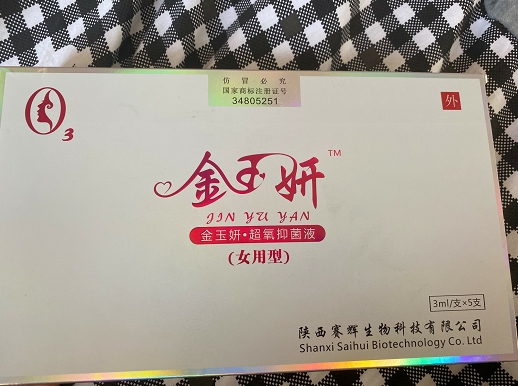 仿冒必究
国家商标注册证号
34805251
外
3
金玉妍™
JIN YU YAN
金玉妍•超氧抑菌液
(女用型)
3ml/支×5支
陕西赛辉生物科技有限公司
Shanxi Saihui Biotechnology Co. Ltd